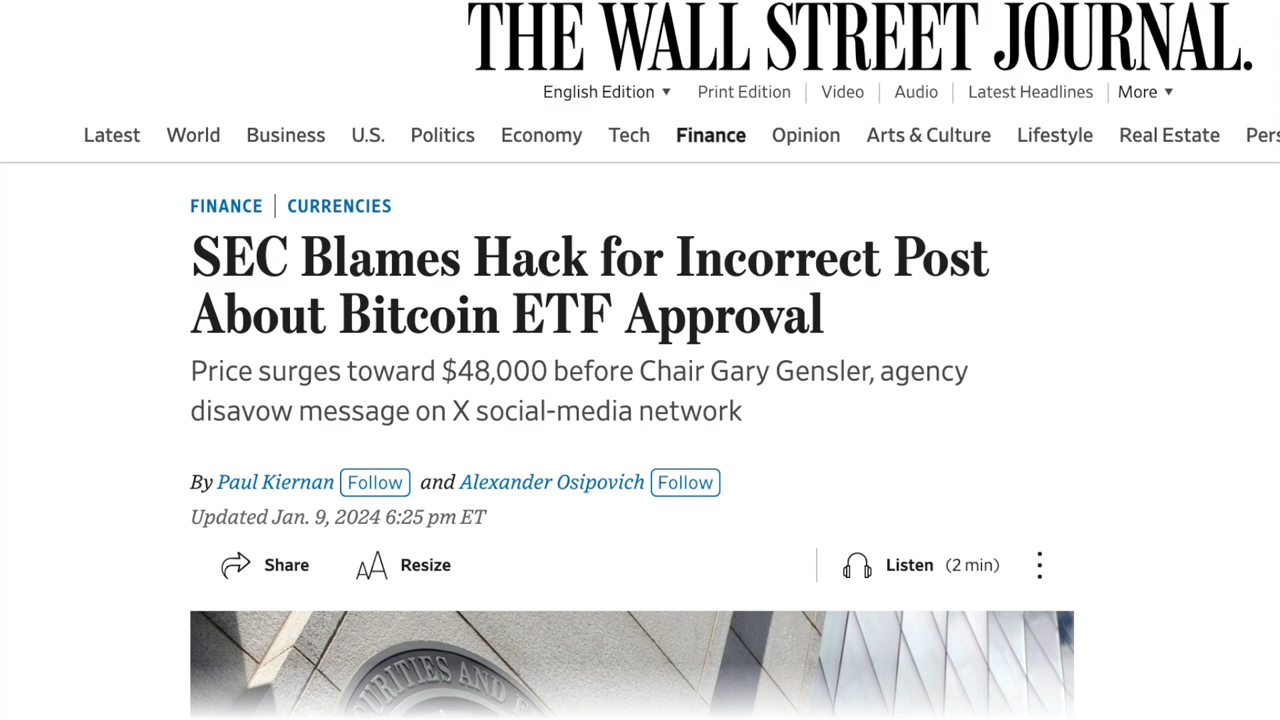 THE WALL STREET JOURNAL.
English Edition Print Edition Video Audio Latest Headlines More
Latest World Business U.S. Politics Economy Tech Finance Opinion Arts & Culture Lifestyle Real Estate
FINANCE CURRENCIES
SEC Blames Hack for Incorrect Post
About Bitcoin ETF Approval
Price surges toward $48,000 before Chair Gary Gensler, agency
disavow message on X social-media network
By Paul Kiernan Follow and Alexander Osipovich Follow
Updated Jan. 9, 2024 6:25 pm ET
Share Resize Listen (2 min)
AND